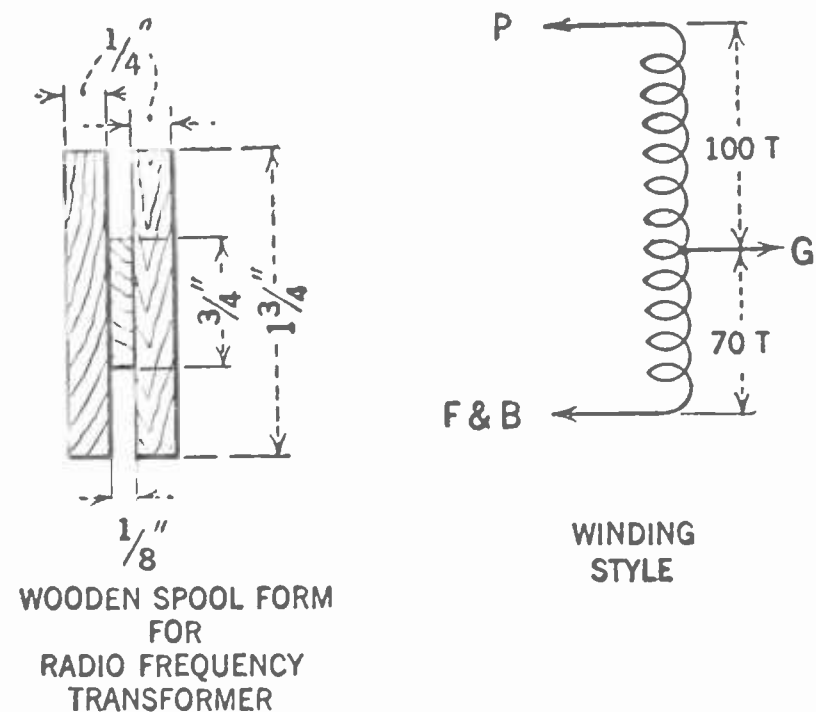 1/4"
3/4"
1 3/4"
1/8"
WOODEN SPOOL FORM
FOR
RADIO FREQUENCY
TRANSFORMER
P
100 T
G
70 T
F & B
WINDING
STYLE